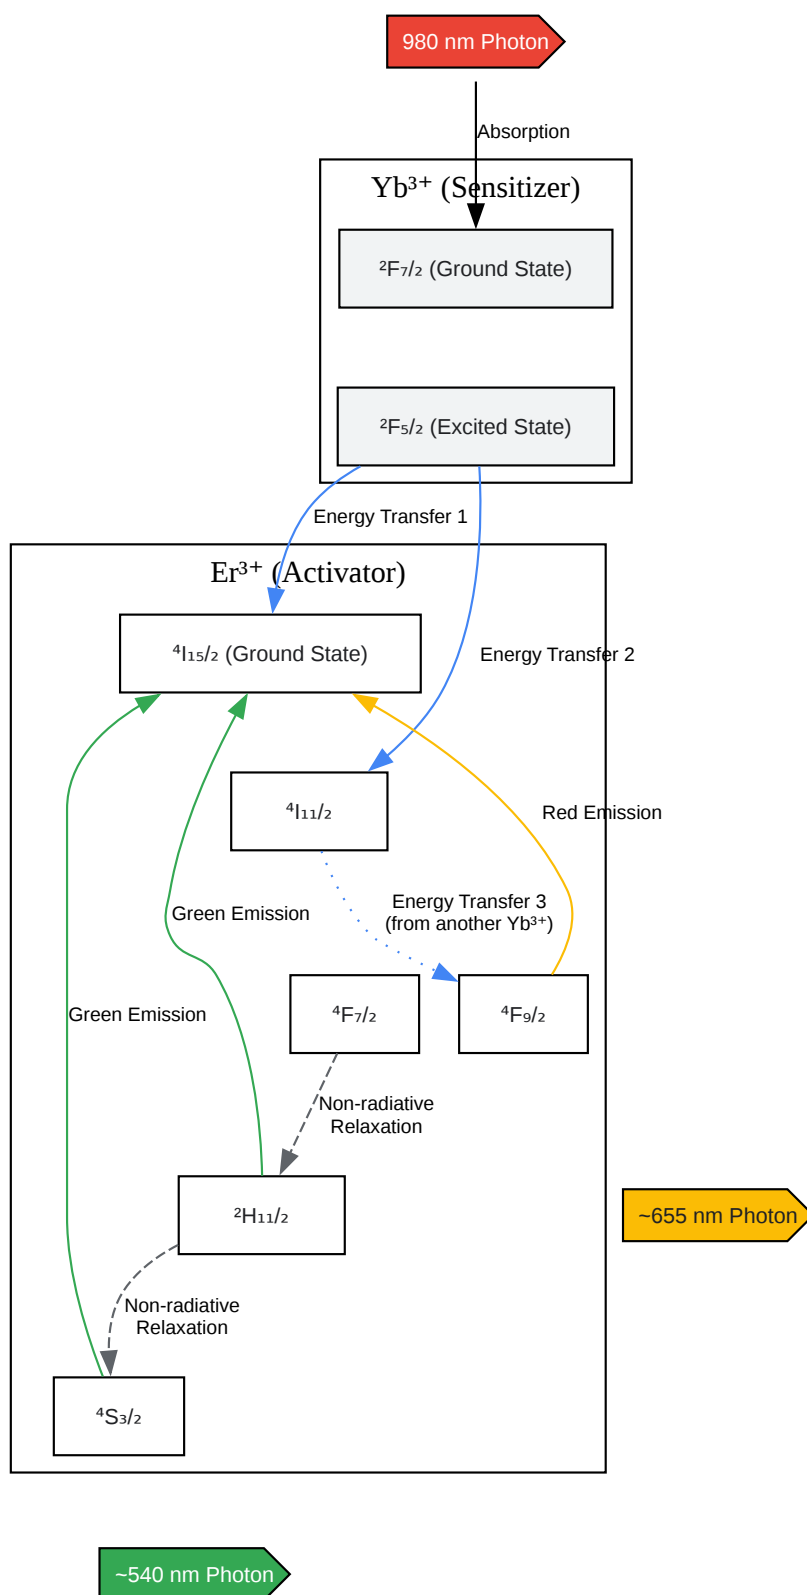 980 nm Photon
Absorption
Yb³⁺ (Sensitizer)
²F₇/₂ (Ground State)
²F₅/₂ (Excited State)
Energy Transfer 1
Er³⁺ (Activator)
⁴I₁₅/₂ (Ground State)
Energy Transfer 2
⁴I₁₁/₂
Red Emission
Energy Transfer 3
(from another Yb³⁺)
Green Emission
⁴F₇/₂
⁴F₉/₂
Green Emission
Non-radiative
Relaxation
²H₁₁/₂
~655 nm Photon
Non-radiative
Relaxation
⁴S₃/₂
~540 nm Photon